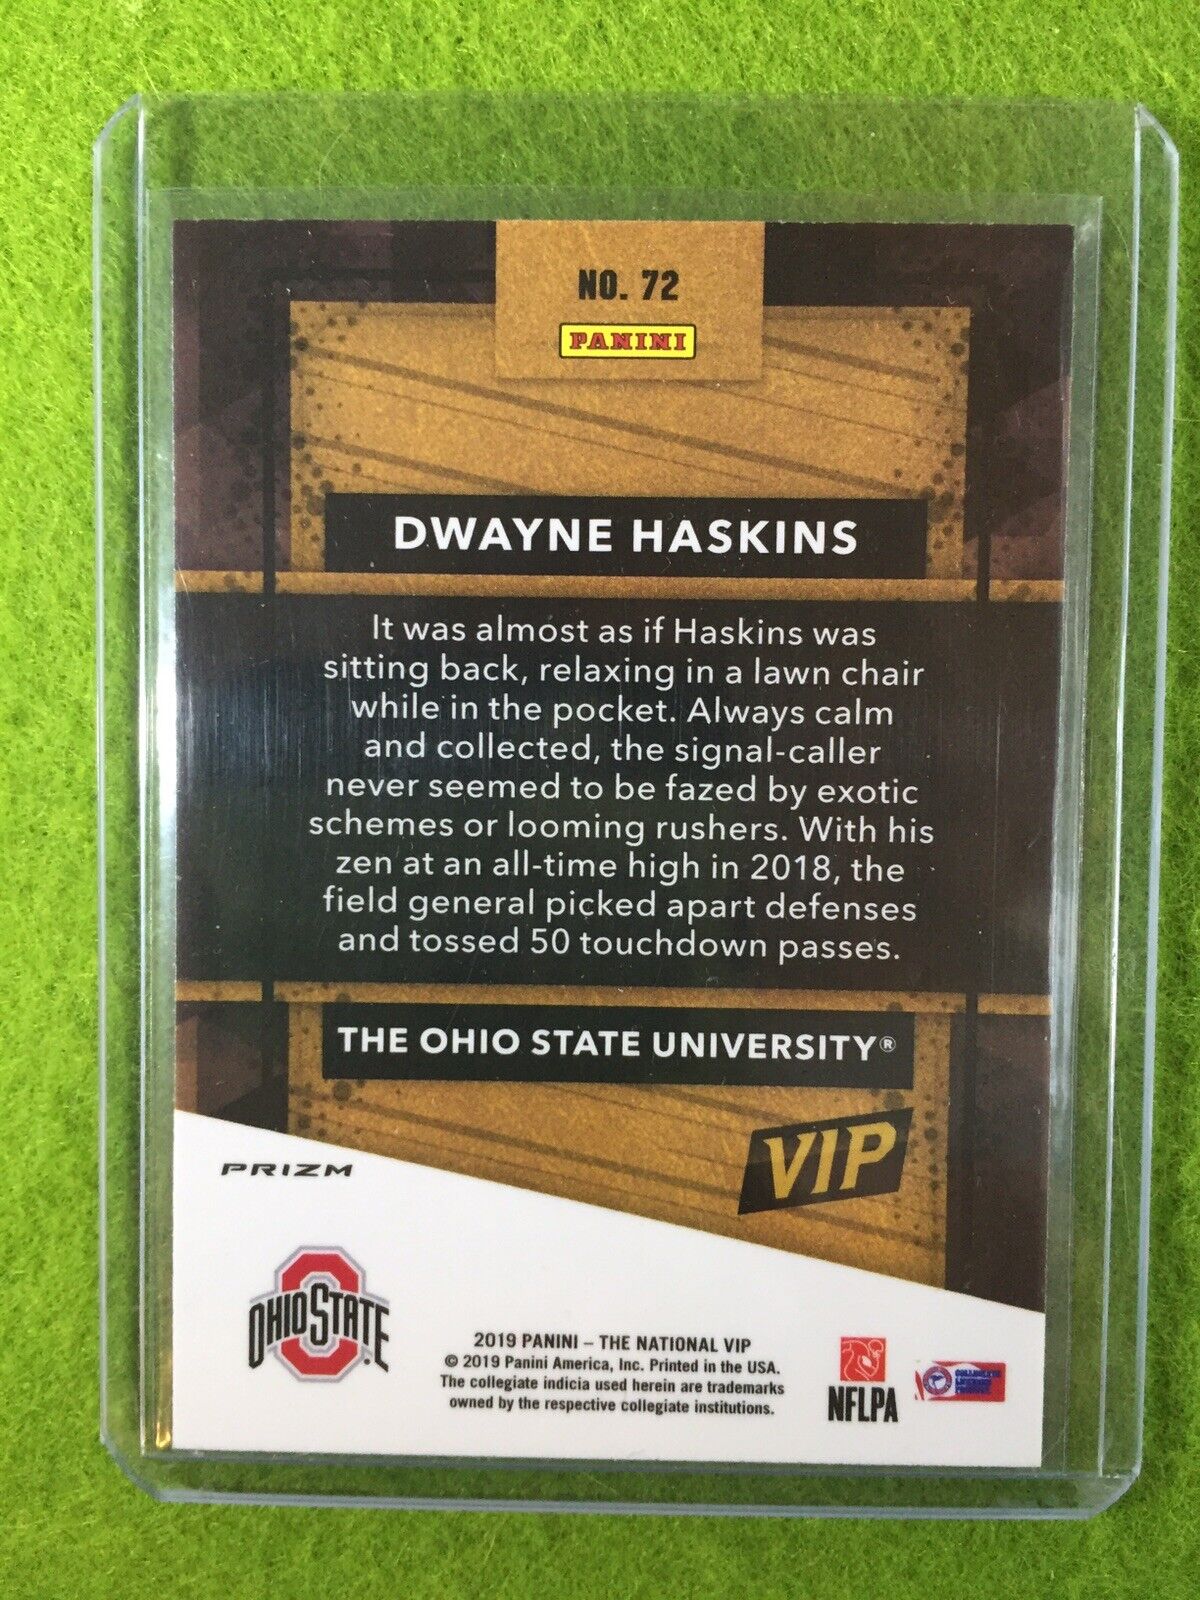 NO. 72
PANINI
DWAYNE HASKINS
It was almost as if Haskins was
sitting back, relaxing in a lawn chair
while in the pocket. Always calm
and collected, the signal-caller
never seemed to be fazed by exotic
schemes or looming rushers. With his
zen at an all-time high in 2018, the
field general picked apart defenses
and tossed 50 touchdown passes.
THE OHIO STATE UNIVERSITY®
VIP
PRIZM
OHIO STATE
2019 PANINI – THE NATIONAL VIP
© 2019 Panini America, Inc. Printed in the USA.
The collegiate indicia used herein are trademarks
owned by the respective collegiate institutions.
NFLPA